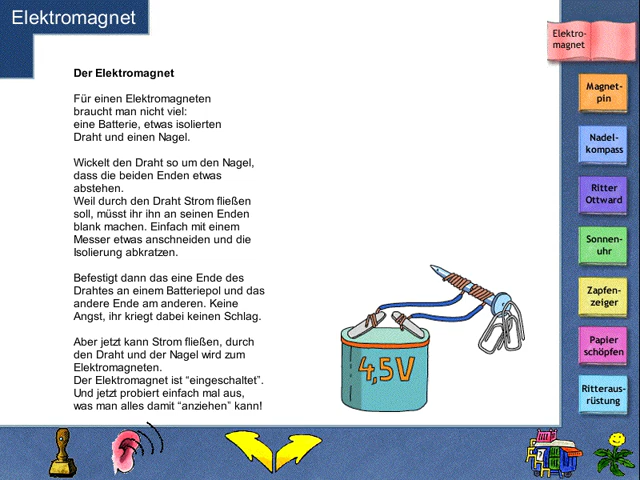 Elektromagnet
Der Elektromagnet
Für einen Elektromagneten
braucht man nicht viel:
eine Batterie, etwas isolierten
Draht und einen Nagel.
Wickelt den Draht so um den Nagel,
dass die beiden Enden etwas
abstehen.
Weil durch den Draht Strom fließen
soll, müsst ihr ihn an seinen Enden
blank machen. Einfach mit einem
Messer etwas anschneiden und die
Isolierung abkratzen.
Befestigt dann das eine Ende des
Drahtes an einem Batteriepol und das
andere Ende am anderen. Keine
Angst, ihr kriegt dabei keinen Schlag.
Aber jetzt kann Strom fließen, durch
den Draht und der Nagel wird zum
Elektromagneten.
Der Elektromagnet ist “eingeschaltet”.
Und jetzt probiert einfach mal aus,
was man alles damit “anziehen” kann!
4,5V
Elektro-
magnet
Magnet-
pin
Nadel-
kompass
Ritter
Ottward
Sonnen-
uhr
Zapfen-
zeiger
Papier
schöpfen
Ritteraus-
rüstung